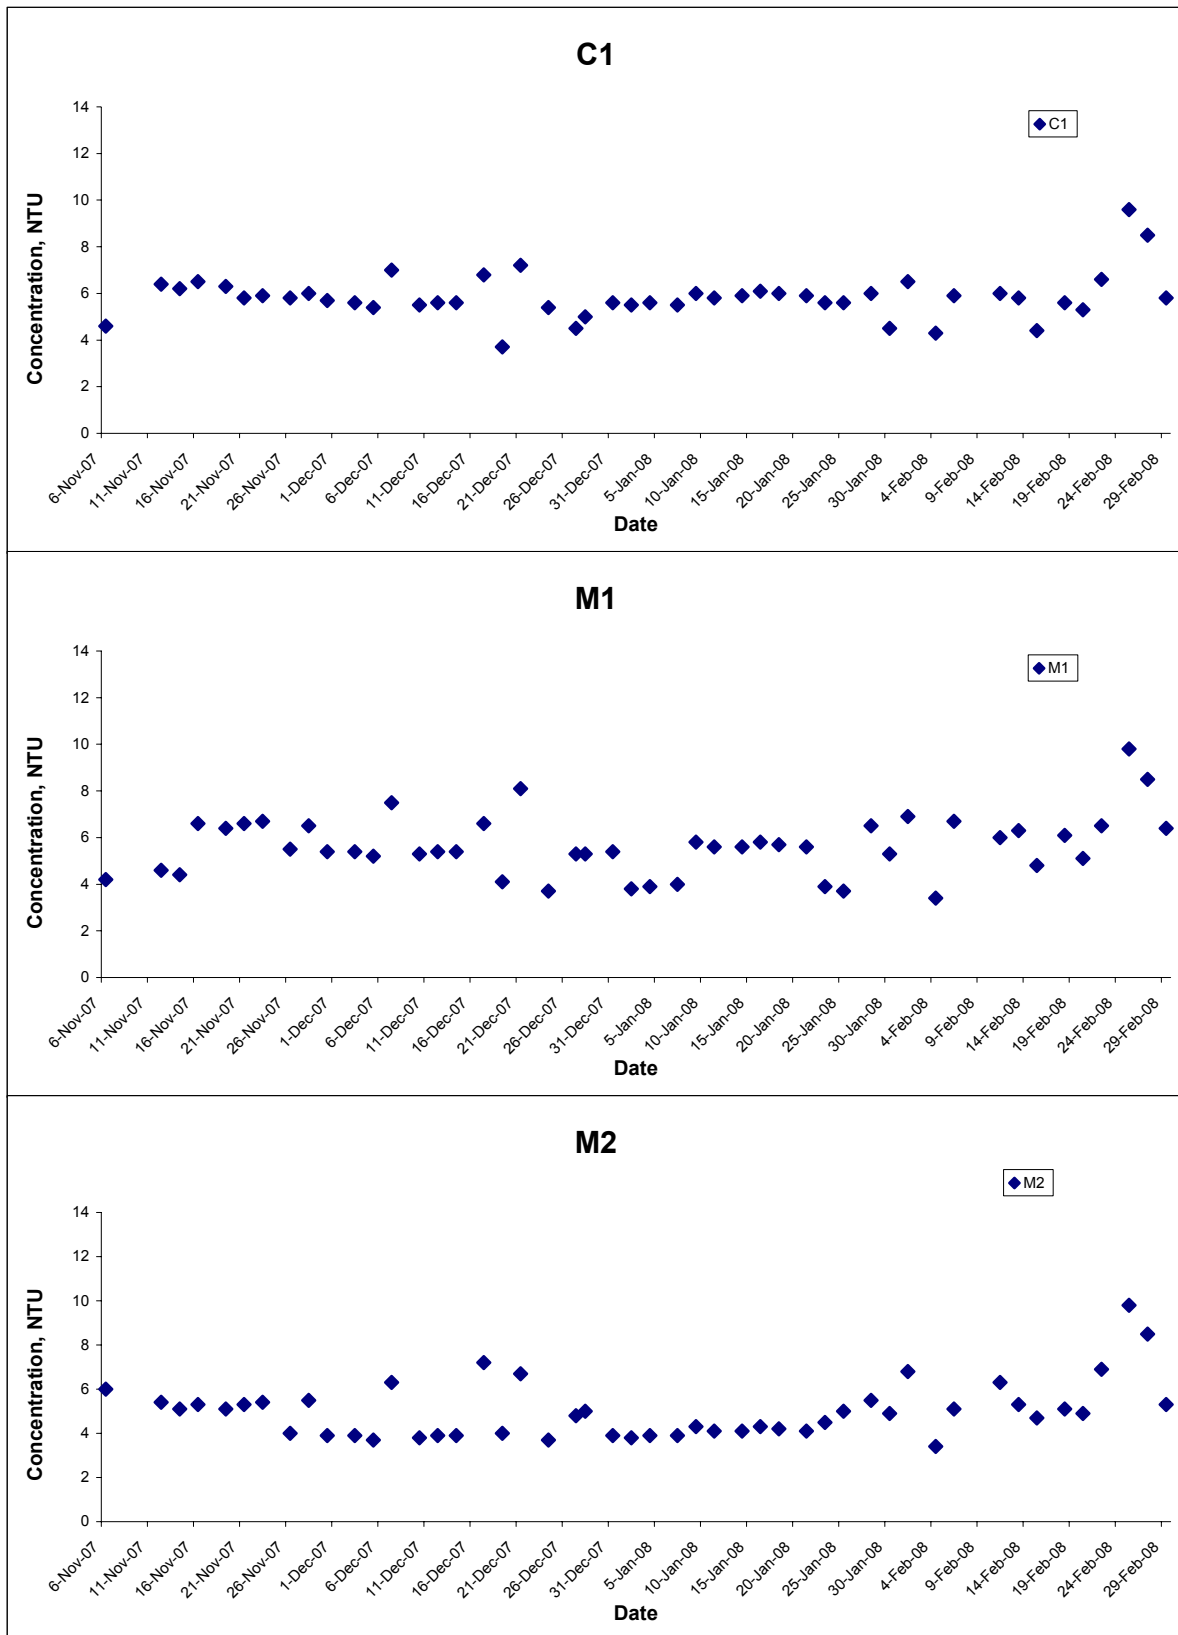 C1
14
12
10
8
6
4
2
0
Concentration, NTU
C1
6-Nov-07 11-Nov-07 16-Nov-07 21-Nov-07 26-Nov-07 1-Dec-07 6-Dec-07 11-Dec-07 16-Dec-07 21-Dec-07 26-Dec-07 31-Dec-07 5-Jan-08 10-Jan-08 15-Jan-08 20-Jan-08 25-Jan-08 30-Jan-08 4-Feb-08 9-Feb-08 14-Feb-08 19-Feb-08 24-Feb-08 29-Feb-08
Date
M1
14
12
10
8
6
4
2
0
Concentration, NTU
M1
6-Nov-07 11-Nov-07 16-Nov-07 21-Nov-07 26-Nov-07 1-Dec-07 6-Dec-07 11-Dec-07 16-Dec-07 21-Dec-07 26-Dec-07 31-Dec-07 5-Jan-08 10-Jan-08 15-Jan-08 20-Jan-08 25-Jan-08 30-Jan-08 4-Feb-08 9-Feb-08 14-Feb-08 19-Feb-08 24-Feb-08 29-Feb-08
Date
M2
14
12
10
8
6
4
2
0
Concentration, NTU
M2
6-Nov-07 11-Nov-07 16-Nov-07 21-Nov-07 26-Nov-07 1-Dec-07 6-Dec-07 11-Dec-07 16-Dec-07 21-Dec-07 26-Dec-07 31-Dec-07 5-Jan-08 10-Jan-08 15-Jan-08 20-Jan-08 25-Jan-08 30-Jan-08 4-Feb-08 9-Feb-08 14-Feb-08 19-Feb-08 24-Feb-08 29-Feb-08
Date